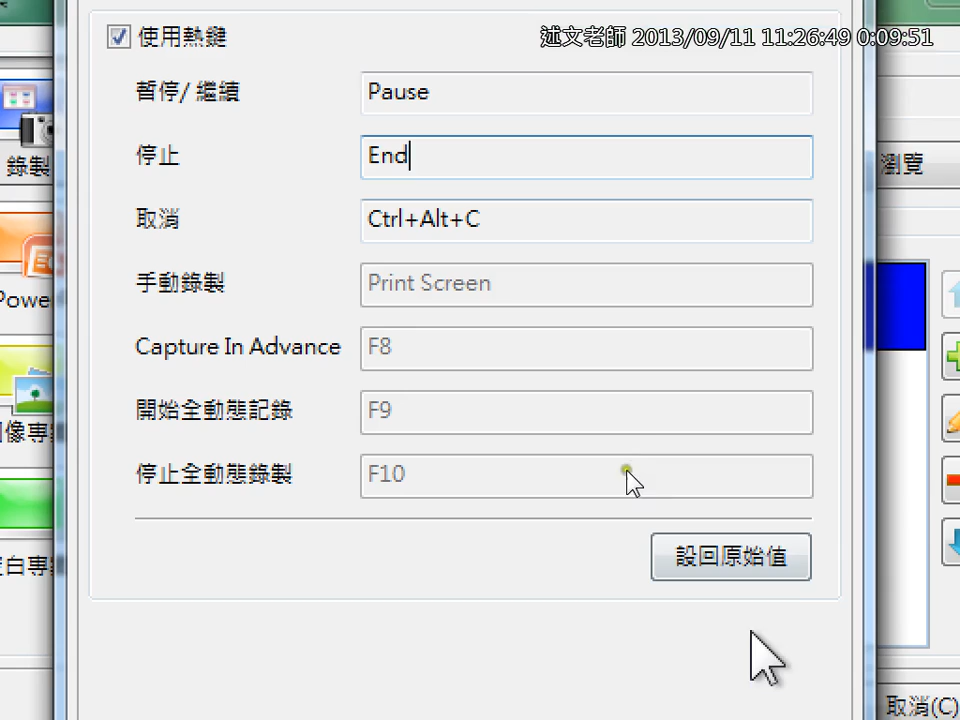 使用熱鍵
述文老師 2013/09/11 11:26:49 0:09:51
暫停/ 繼續
Pause
停止
End
取消
Ctrl+Alt+C
手動錄製
Print Screen
Capture In Advance
F8
開始全動態記錄
F9
停止全動態錄製
F10
設回原始值
錄製
Powe
像專
白專
瀏覽
取消(C)